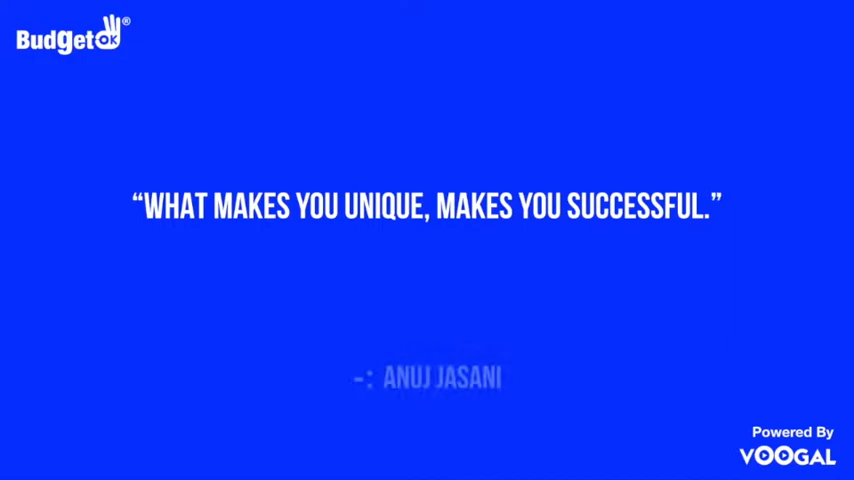 BudgetOK®
“WHAT MAKES YOU UNIQUE, MAKES YOU SUCCESSFUL.”
-: ANUJ JASANI
Powered By
VOOGAL